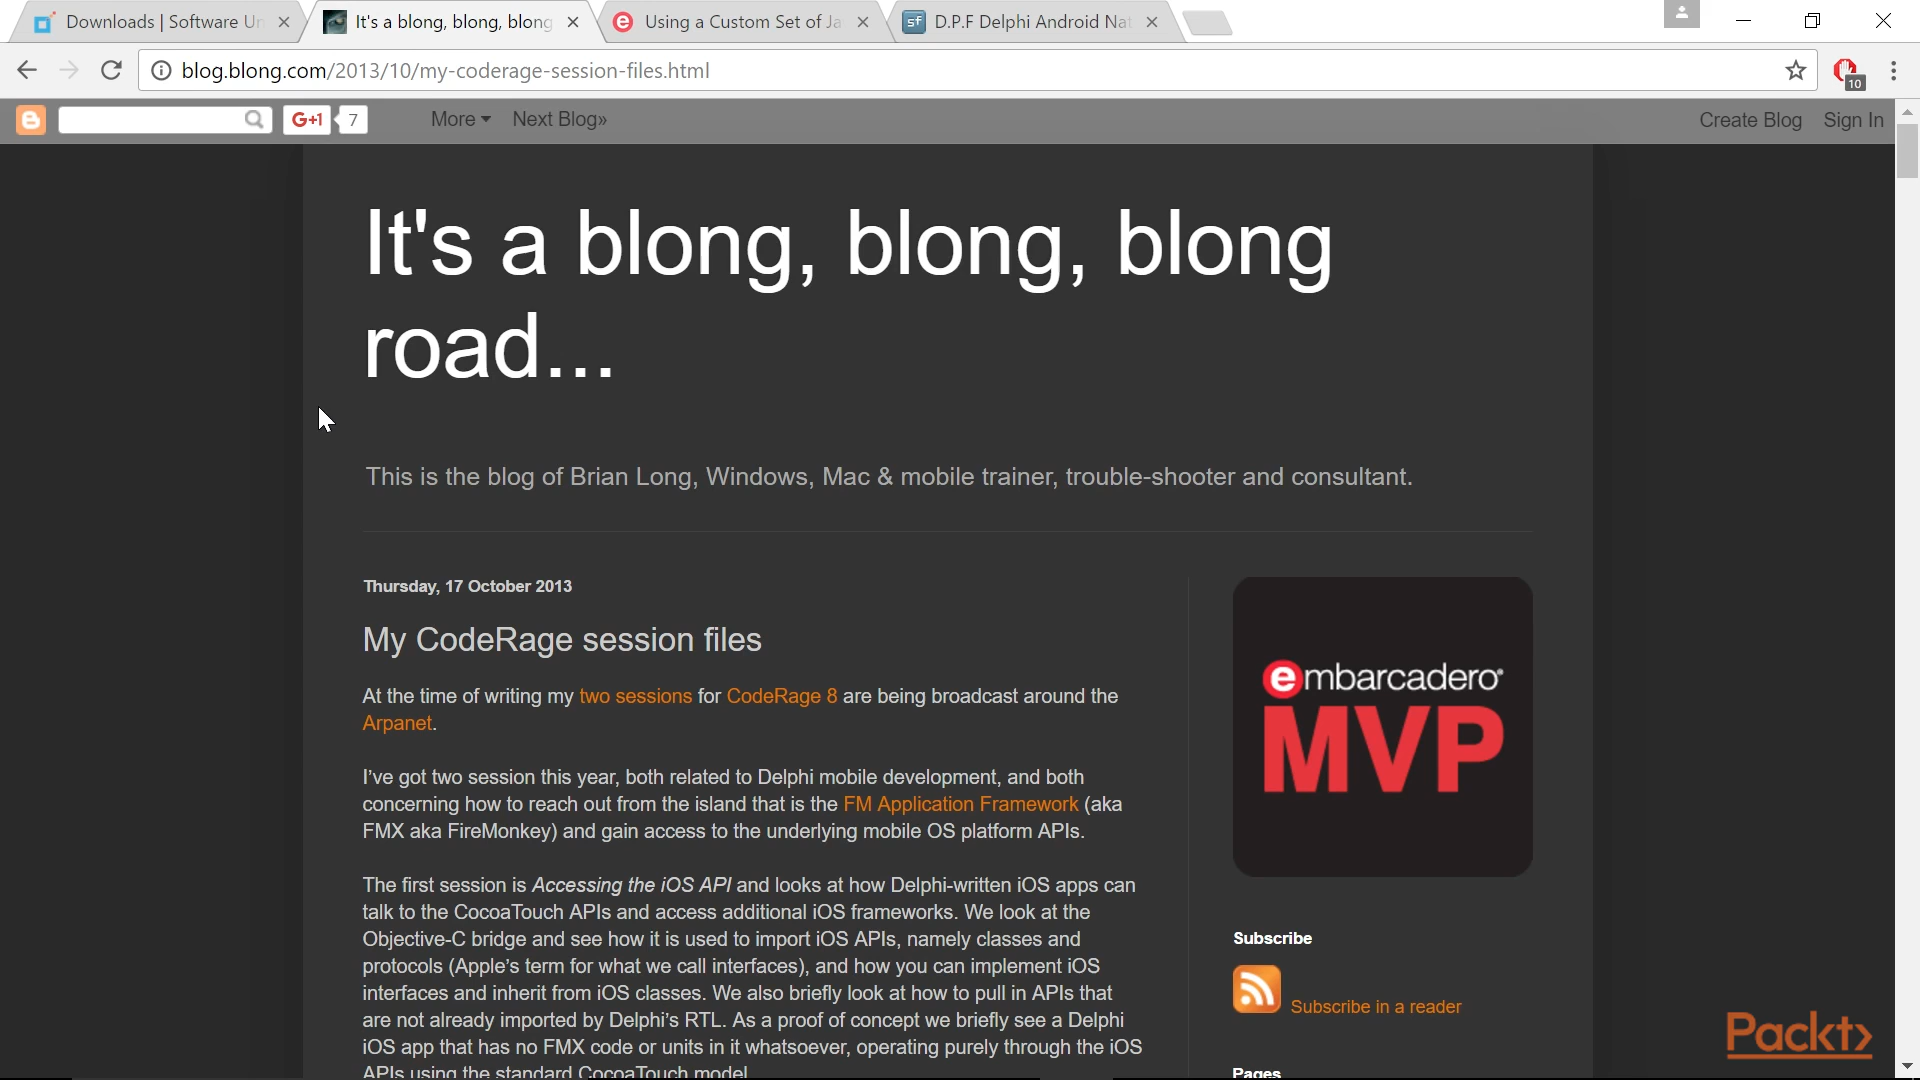 Downloads | Software Un
It's a blong, blong, blong
Using a Custom Set of Ja
D.P.F Delphi Android Nat
blog.blong.com/2013/10/my-coderage-session-files.html
10
G+1 7
More
Next Blog»
Create Blog
Sign In
It's a blong, blong, blong
road...
This is the blog of Brian Long, Windows, Mac & mobile trainer, trouble-shooter and consultant.
Thursday, 17 October 2013
My CodeRage session files
At the time of writing my two sessions for CodeRage 8 are being broadcast around the
Arpanet.
I've got two session this year, both related to Delphi mobile development, and both
concerning how to reach out from the island that is the FM Application Framework (aka
FMX aka FireMonkey) and gain access to the underlying mobile OS platform APIs.
The first session is Accessing the iOS API and looks at how Delphi-written iOS apps can
talk to the CocoaTouch APIs and access additional iOS frameworks. We look at the
Objective-C bridge and see how it is used to import iOS APIs, namely classes and
protocols (Apple's term for what we call interfaces), and how you can implement iOS
interfaces and inherit from iOS classes. We also briefly look at how to pull in APIs that
are not already imported by Delphi's RTL. As a proof of concept we briefly see a Delphi
iOS app that has no FMX code or units in it whatsoever, operating purely through the iOS
APIs using the standard CocoaTouch model
embarcadero®
MVP
Subscribe
Subscribe in a reader
Pages
Packt>